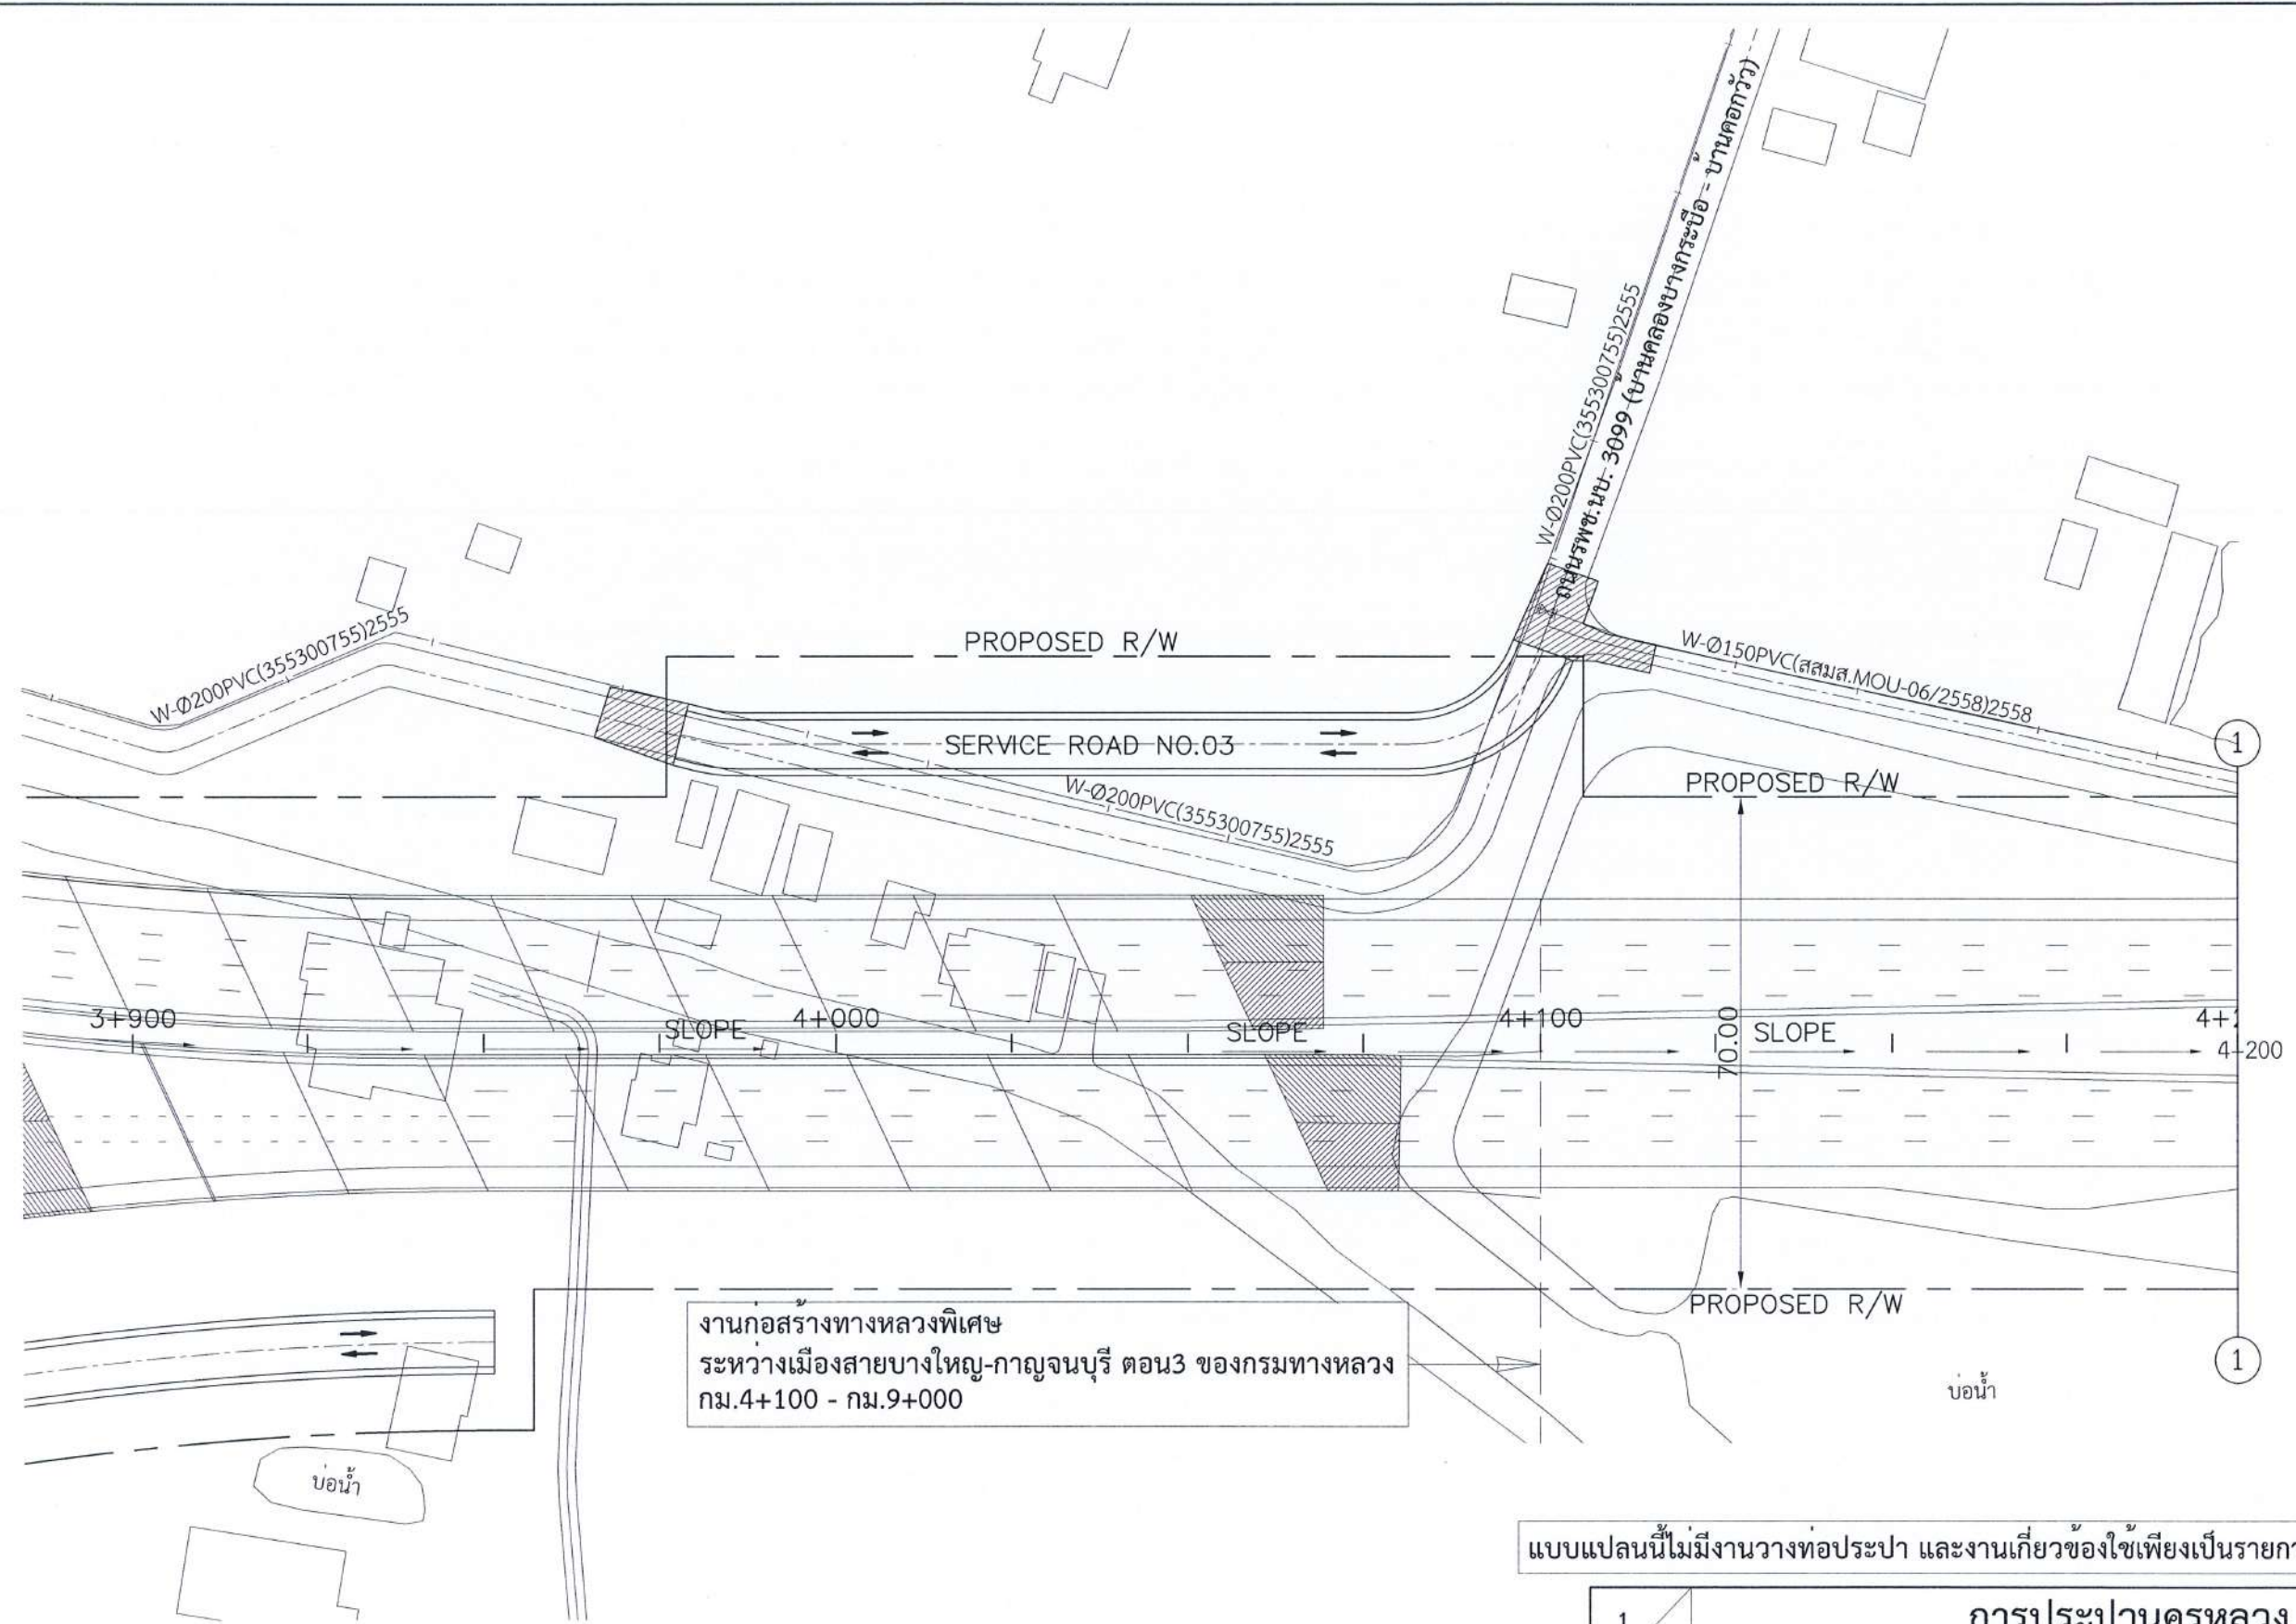 ถนนรพช.นบ. 3099 (บ้านคลองบางกระบือ - บ้านคอกวัว)
W-Ø200PVC(355300755)2555
W-Ø200PVC(355300755)2555
PROPOSED R/W
W-Ø150PVC(สสมส.MOU-06/2558)2558
SERVICE ROAD NO.03
1
W-Ø200PVC(355300755)2555
PROPOSED R/W
3+900
SLOPE
4+000
SLOPE
4+100
70.00
SLOPE
4+200
PROPOSED R/W
งานก่อสร้างทางหลวงพิเศษ
ระหว่างเมืองสายบางใหญ่-กาญจนบุรี ตอน3 ของกรมทางหลวง
กม.4+100 - กม.9+000
1
บ่อน้ำ
บ่อน้ำ
แบบแปลนนี้ไม่มีงานวางท่อประปา และงานเกี่ยวข้องใช้เพียงเป็นรายกา
1
การประปานครหลวง